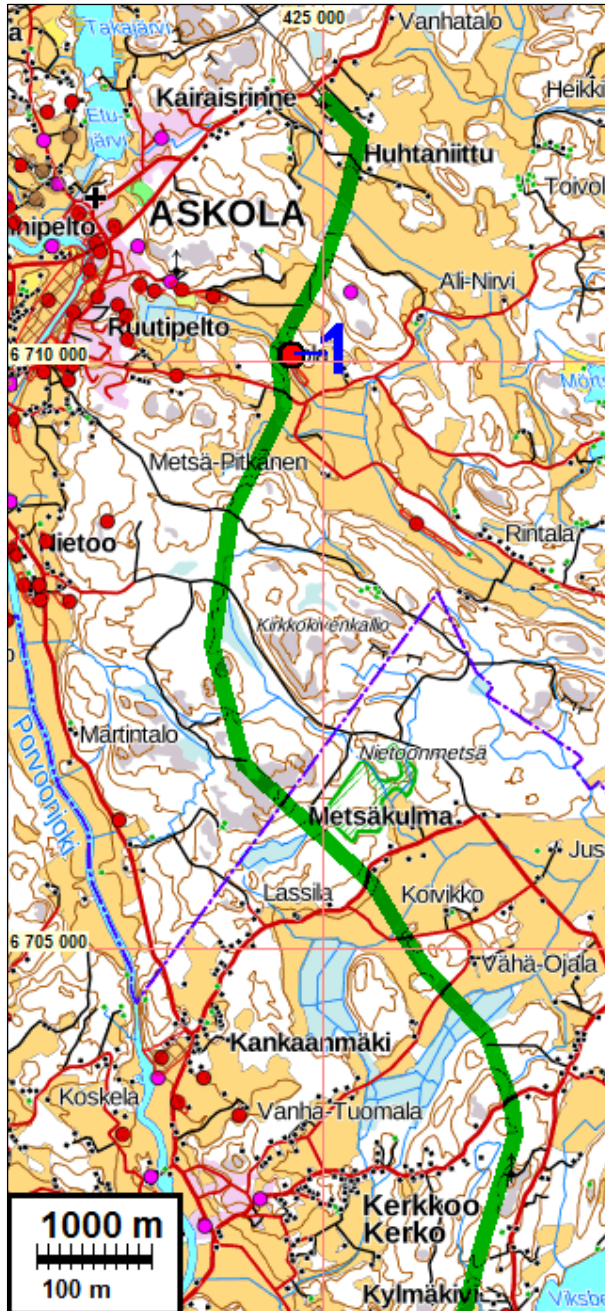 425 000
Vanhatalo
Takajärvi
Kairaisrinne
Heikki
Etu-
järvi
Huhtaniittu
Toivol
ASKOLA
nipelto
Ali-Nirvi
Ruutipelto
1
6 710 000
Metsä-Pitkänen
Rintala
Nietoo
Kirkkokivenkallio
Porvoonjoki
Märtintalo
Nietoonmetsä
Metsäkulma
Jus
Lassila
Koivikko
6 705 000
Vähä-Ojala
Kankaanmäki
Koskela
Vanha-Tuomala
Kerkkoo
Kerko
1000 m
100 m
Kylmäkivi
Viksbe